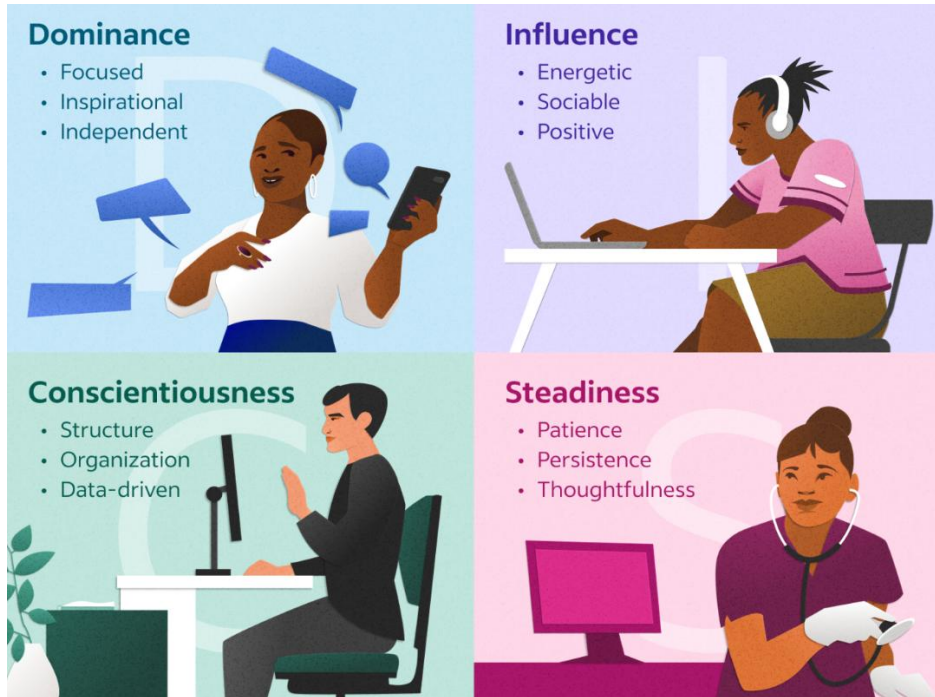 Dominance
• Focused
• Inspirational
• Independent
D
Influence
• Energetic
• Sociable
• Positive
I
Conscientiousness
• Structure
• Organization
• Data-driven
C
Steadiness
• Patience
• Persistence
• Thoughtfulness
S